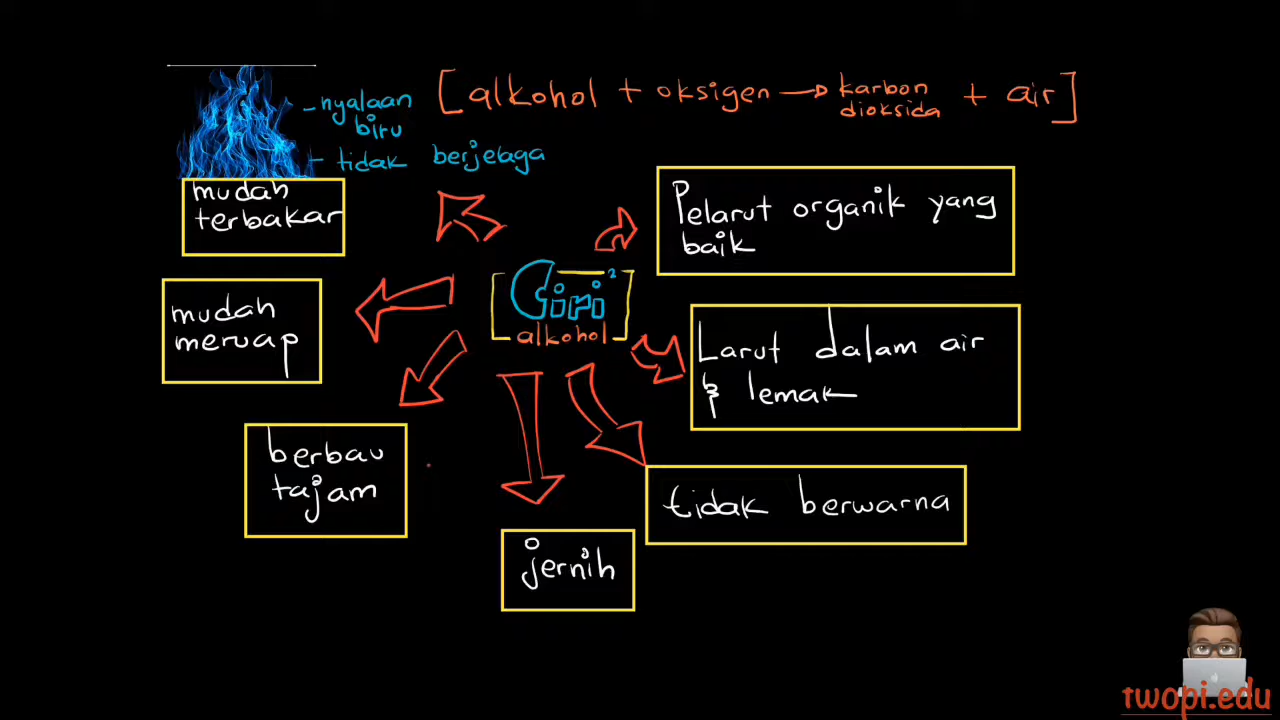 -nyalaan
biru
- tidak berjelaga
[alkohol + oksigen → karbon dioksida + air]
mudah
terbakar
Pelarut organik yang
baik
Ciri²
alkohol
mudah
meruap
Larut dalam air
& lemak
berbau
tajam
tidak berwarna
jernih
twopi.edu